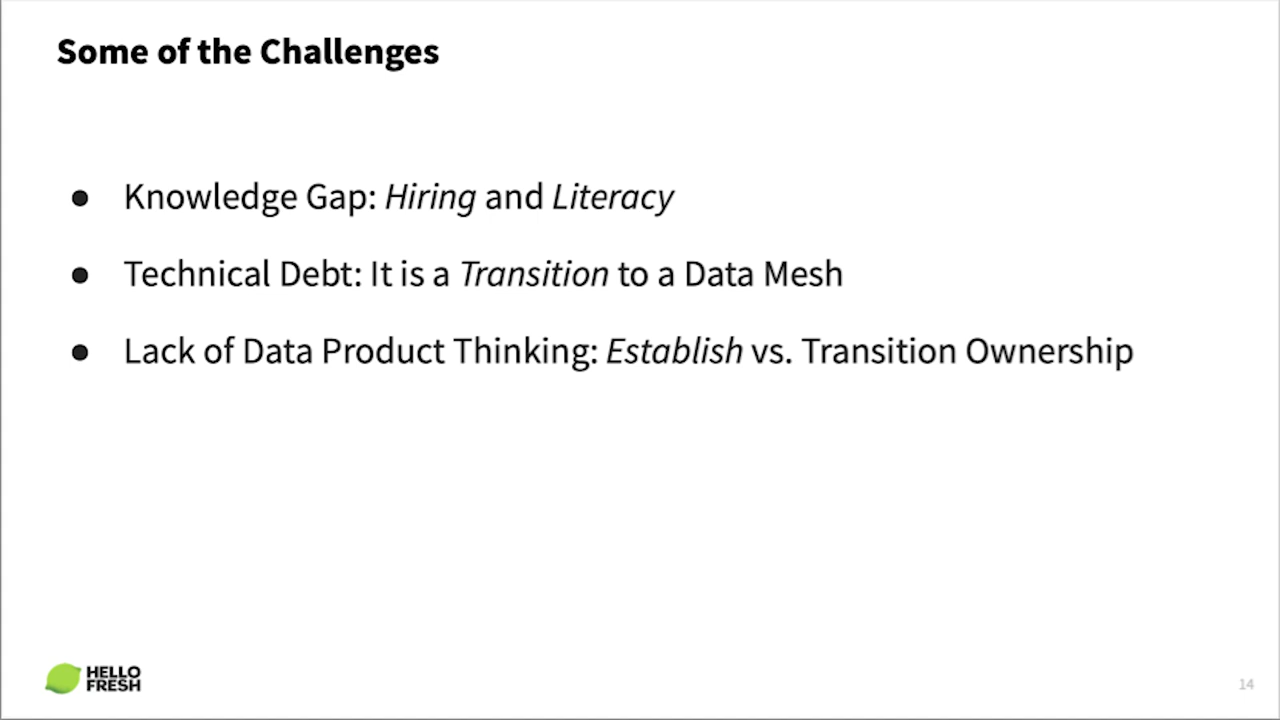 Some of the Challenges
● Knowledge Gap: Hiring and Literacy
● Technical Debt: It is a Transition to a Data Mesh
● Lack of Data Product Thinking: Establish vs. Transition Ownership
HELLO
FRESH
14